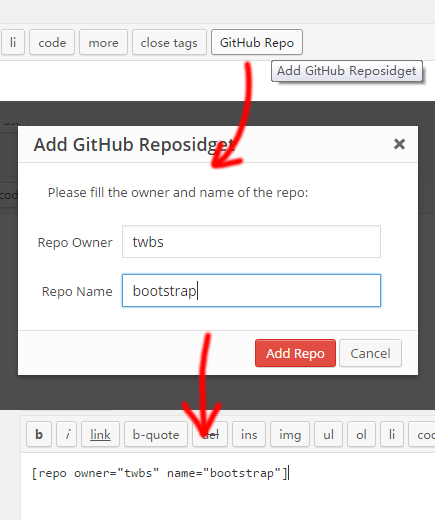 li code more close tags GitHub Repo
Add GitHub Reposidget
Add GitHub Reposidget
Please fill the owner and name of the repo:
Repo Owner twbs
Repo Name bootstrap
Add Repo Cancel
b i link b-quote del ins img ul ol li
[repo owner="twbs" name="bootstrap"]